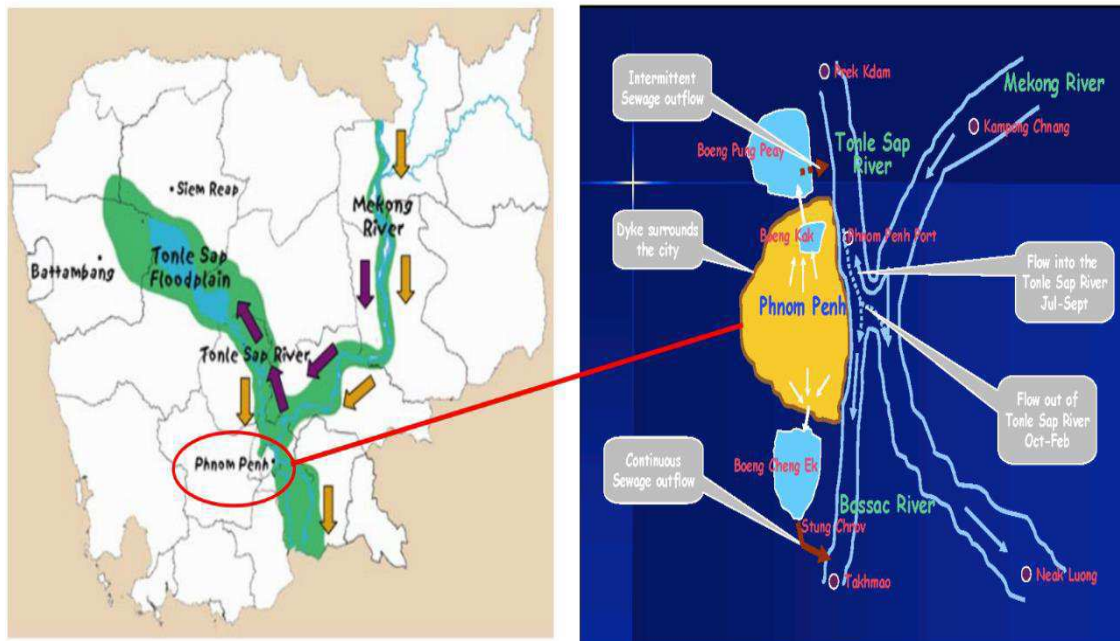 Siem Reap
Mekong
River
Tonle Sap
Floodplain
Battambang
Tonle Sap River
Phnom Penh
Intermittent
Sewage outflow
Prek Kdam
Mekong River
Kampong Chnang
Boeng Pung Peay
Tonle Sap
River
Dyke surrounds
the city
Boeng Kak
Phnom Penh Port
Flow into the
Tonle Sap River
Jul-Sept
Phnom Penh
Flow out of
Tonle Sap River
Oct-Feb
Continuous
Sewage outflow
Boeng Cheng Ek
Bassac River
Stung Chrov
Takhmao
Neak Luong